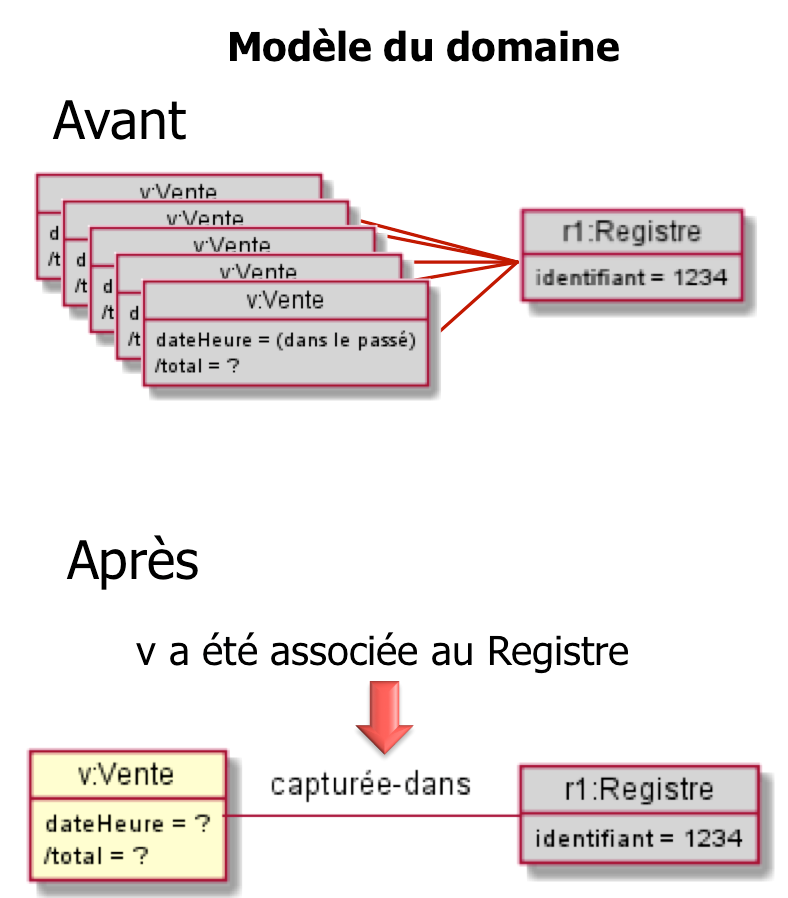 Modèle du domaine
Avant
v:Vente
v:Vente
v:Vente
v:Vente
v:Vente
d
/t
d
/t
d
/t
d
/t
dateHeure = (dans le passé)
/total = ?
r1:Registre
identifiant = 1234
Après
v a été associée au Registre
v:Vente
dateHeure = ?
/total = ?
capturée-dans
r1:Registre
identifiant = 1234